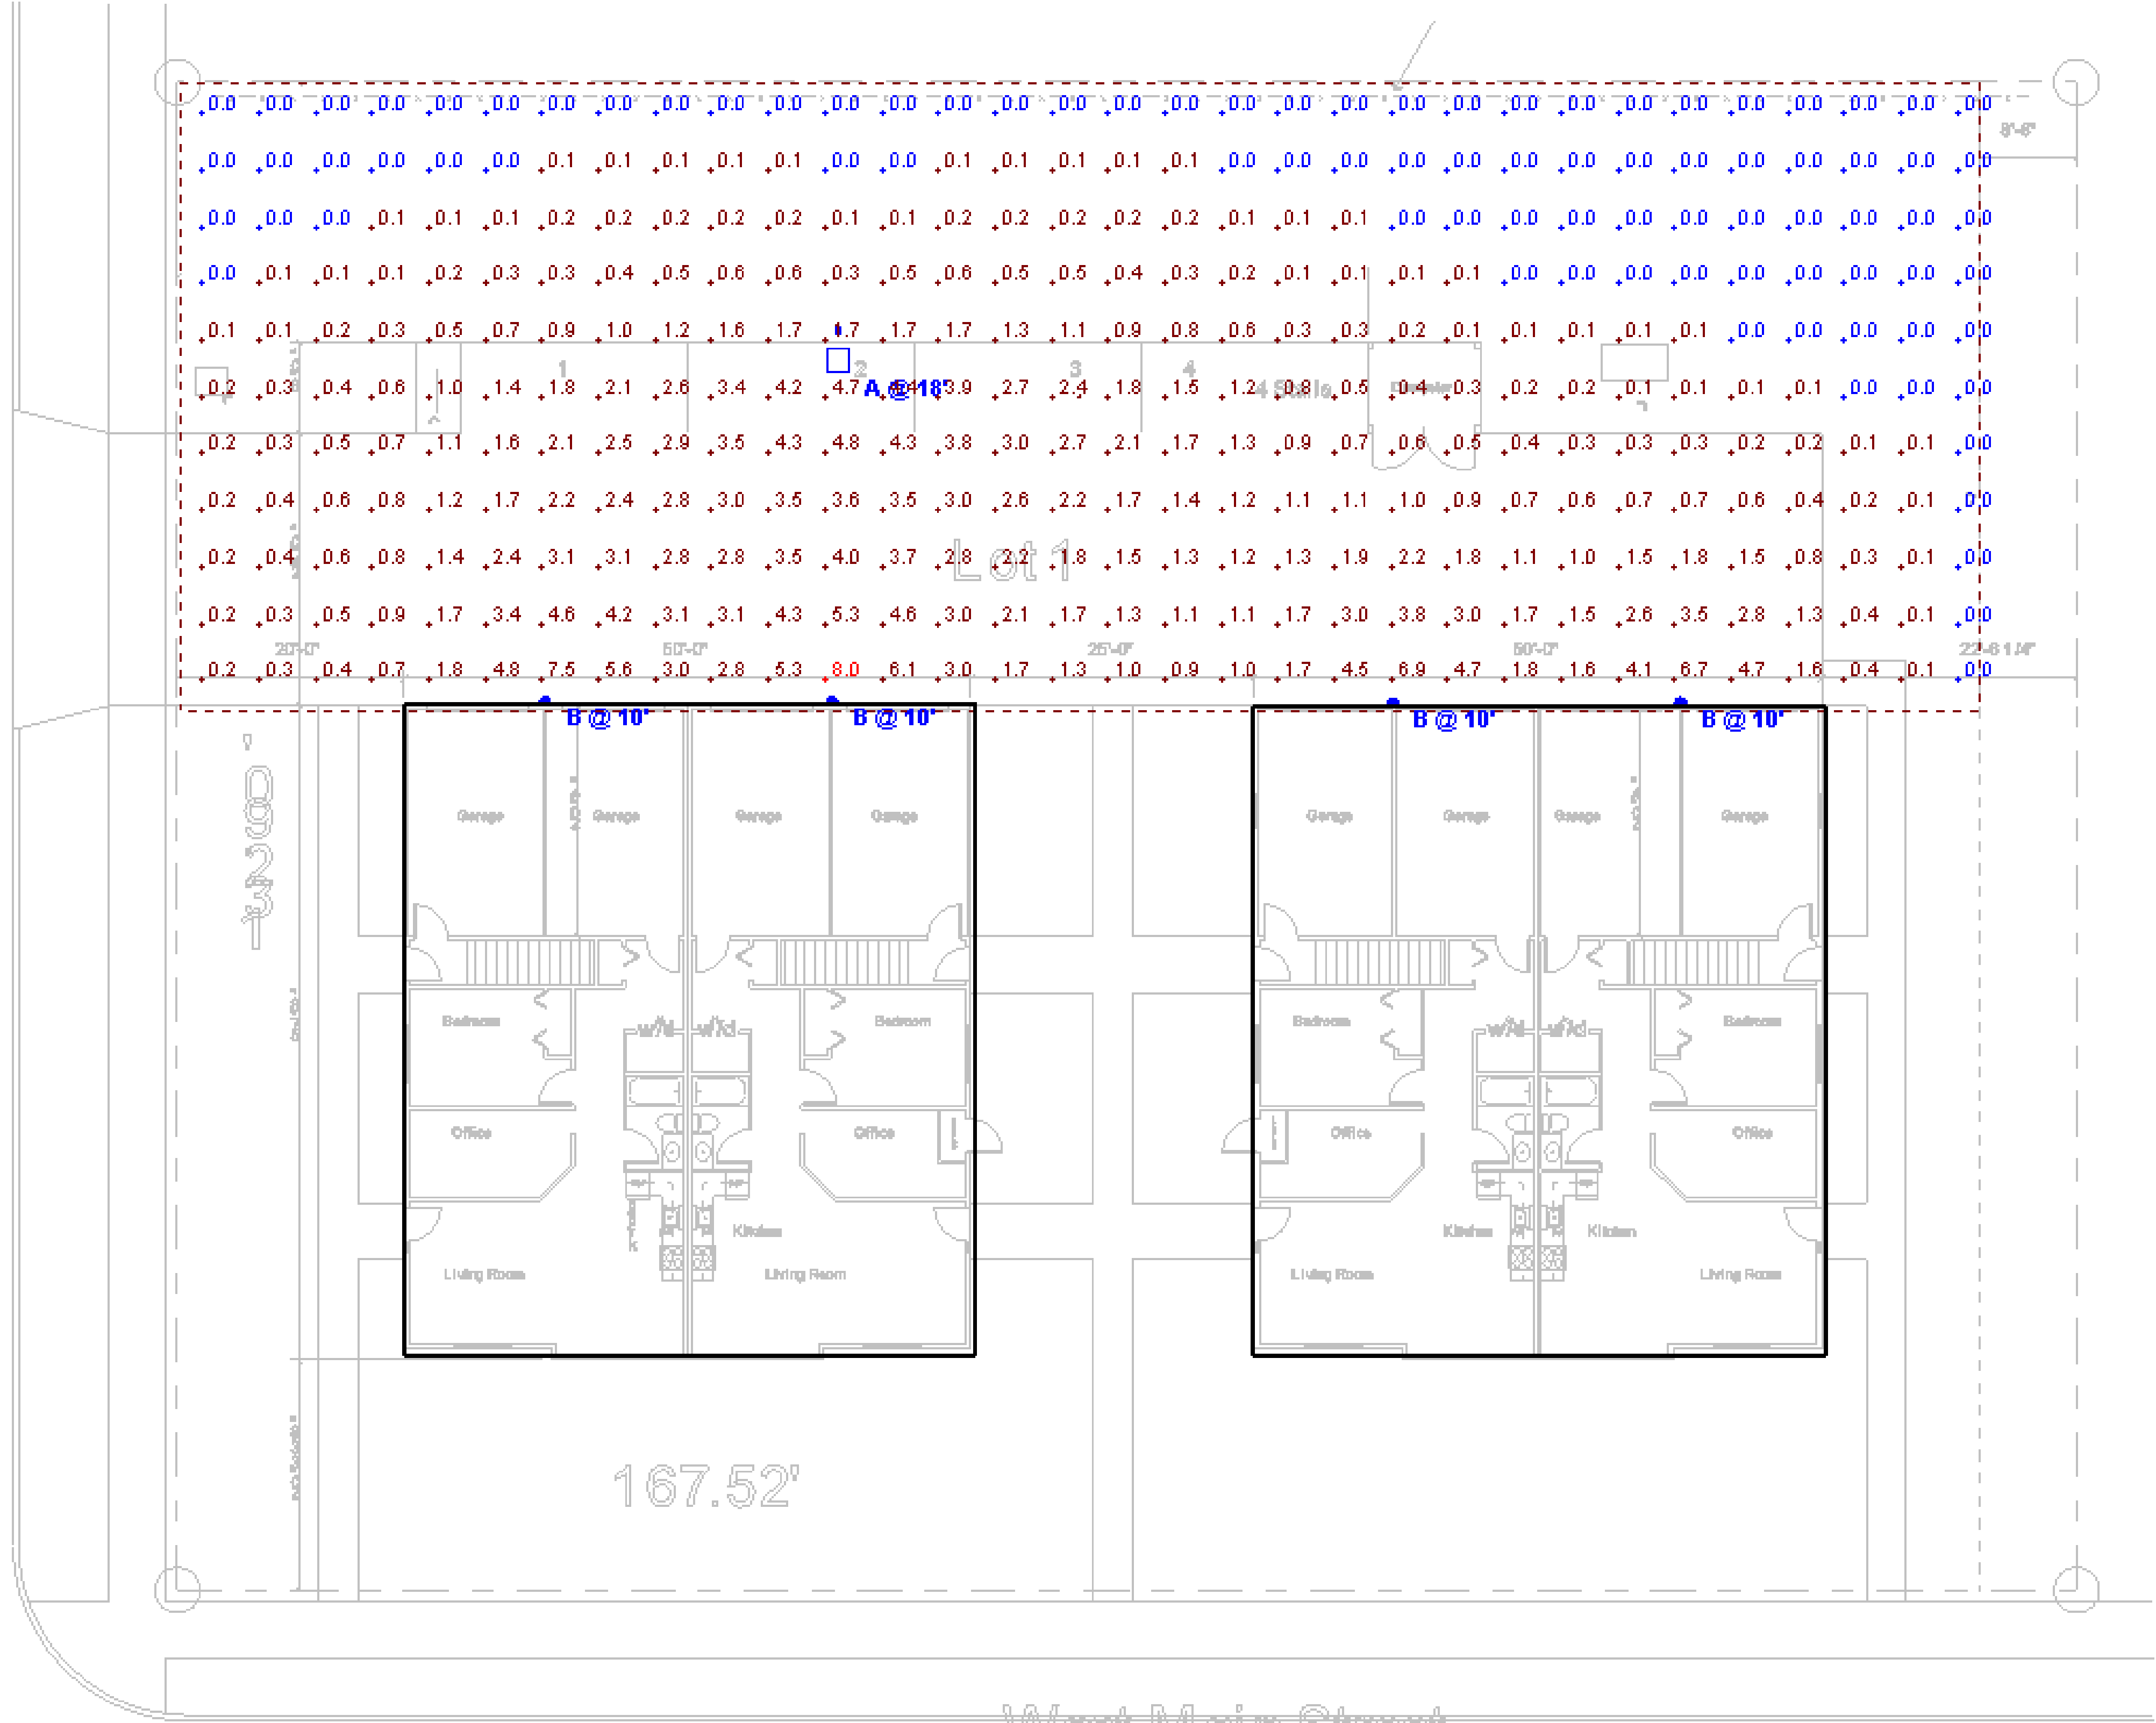 0.0 0.0 0.0 0.0 0.0 0.0 0.0 0.0 0.0 0.0 0.0 0.0 0.0 0.0 0.0 0.0 0.0 0.0 0.0 0.0 0.0 0.0 0.0 0.0 0.0 0.0 0.0 0.0 0.0 0.0 0.0 0.0
8'-6"
0.0 0.0 0.0 0.0 0.0 0.0 0.1 0.1 0.1 0.1 0.1 0.0 0.0 0.1 0.1 0.1 0.1 0.1 0.0 0.0 0.0 0.0 0.0 0.0 0.0 0.0 0.0 0.0 0.0 0.0 0.0 0.0
0.0 0.0 0.0 0.1 0.1 0.1 0.2 0.2 0.2 0.2 0.2 0.1 0.1 0.2 0.2 0.2 0.2 0.2 0.1 0.1 0.1 0.0 0.0 0.0 0.0 0.0 0.0 0.0 0.0 0.0 0.0 0.0
0.0 0.1 0.1 0.1 0.2 0.3 0.3 0.4 0.5 0.6 0.6 0.3 0.5 0.6 0.5 0.5 0.4 0.3 0.2 0.1 0.1 0.1 0.1 0.0 0.0 0.0 0.0 0.0 0.0 0.0 0.0 0.0
0.1 0.1 0.2 0.3 0.5 0.7 0.9 1.0 1.2 1.6 1.7 1.7 1.7 1.7 1.3 1.1 0.9 0.8 0.6 0.3 0.3 0.2 0.1 0.1 0.1 0.1 0.1 0.0 0.0 0.0 0.0 0.0
1 2 3 4
0.2 0.3 0.4 0.6 1.0 1.4 1.8 2.1 2.6 3.4 4.2 4.7 A @ 18' 3.9 2.7 2.4 1.8 1.5 1.2 0.8 0.5 0.4 0.3 0.2 0.2 0.1 0.1 0.1 0.1 0.0 0.0 0.0
4 Stalls
0.2 0.3 0.5 0.7 1.1 1.6 2.1 2.5 2.9 3.5 4.3 4.8 4.3 3.8 3.0 2.7 2.1 1.7 1.3 0.9 0.7 0.6 0.5 0.4 0.3 0.3 0.3 0.2 0.2 0.1 0.1 0.0
0.2 0.4 0.6 0.8 1.2 1.7 2.2 2.4 2.8 3.0 3.5 3.6 3.5 3.0 2.6 2.2 1.7 1.4 1.2 1.1 1.1 1.0 0.9 0.7 0.6 0.7 0.7 0.6 0.4 0.2 0.1 0.0
0.2 0.4 0.6 0.8 1.4 2.4 3.1 3.1 2.8 2.8 3.5 4.0 3.7 2.8 2.2 1.8 1.5 1.3 1.2 1.3 1.9 2.2 1.8 1.1 1.0 1.5 1.8 1.5 0.8 0.3 0.1 0.0
Lot 1
0.2 0.3 0.5 0.9 1.7 3.4 4.6 4.2 3.1 3.1 4.3 5.3 4.6 3.0 2.1 1.7 1.3 1.1 1.1 1.7 3.0 3.8 3.0 1.7 1.5 2.6 3.5 2.8 1.3 0.4 0.1 0.0
20'-0" 50'-0" 25'-0" 50'-0" 22'-6 1/4"
0.2 0.3 0.4 0.7 1.8 4.8 7.5 5.6 3.0 2.8 5.3 8.0 6.1 3.0 1.7 1.3 1.0 0.9 1.0 1.7 4.5 6.9 4.7 1.8 1.6 4.1 6.7 4.7 1.6 0.4 0.1 0.0
B @ 10' B @ 10' B @ 10' B @ 10'
Garage Garage Garage Garage Garage Garage Garage Garage
Bedroom Bedroom Bedroom Bedroom
w/d w/d w/d w/d
Office Office Office Office
Kitchen Kitchen Kitchen
Living Room Living Room Living Room Living Room
167.52'